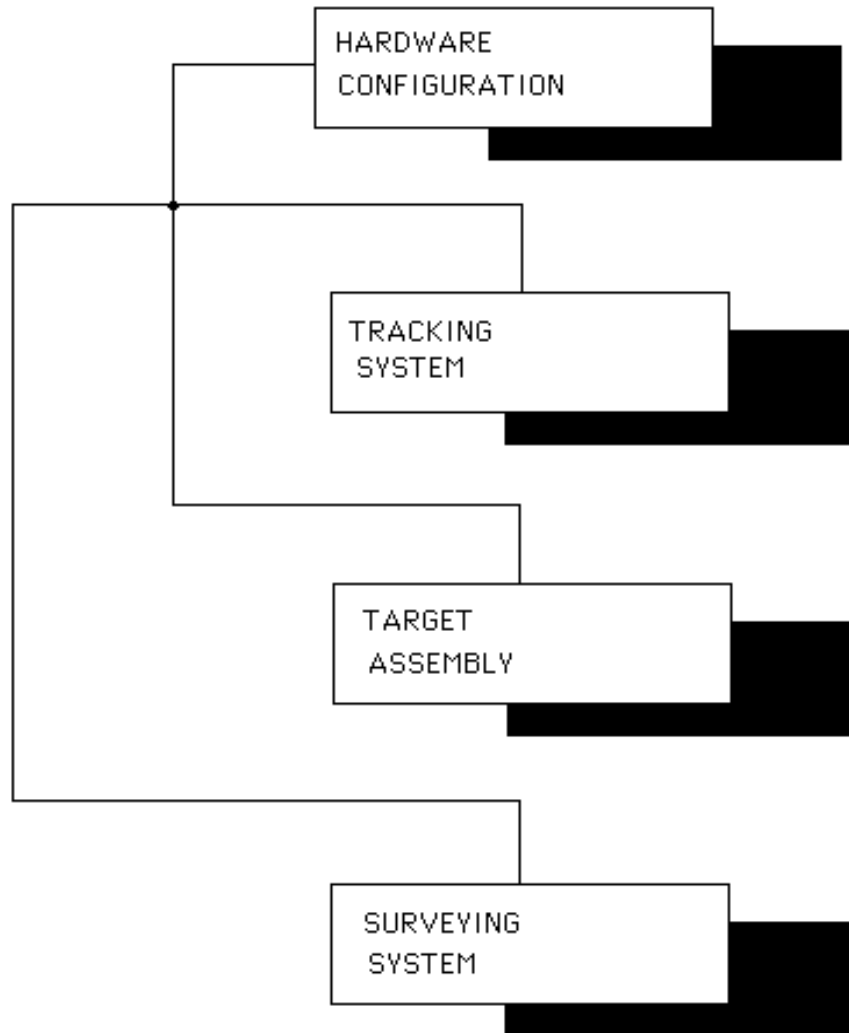 HARDWARE
CONFIGURATION
TRACKING
SYSTEM
TARGET
ASSEMBLY
SURVEYING
SYSTEM